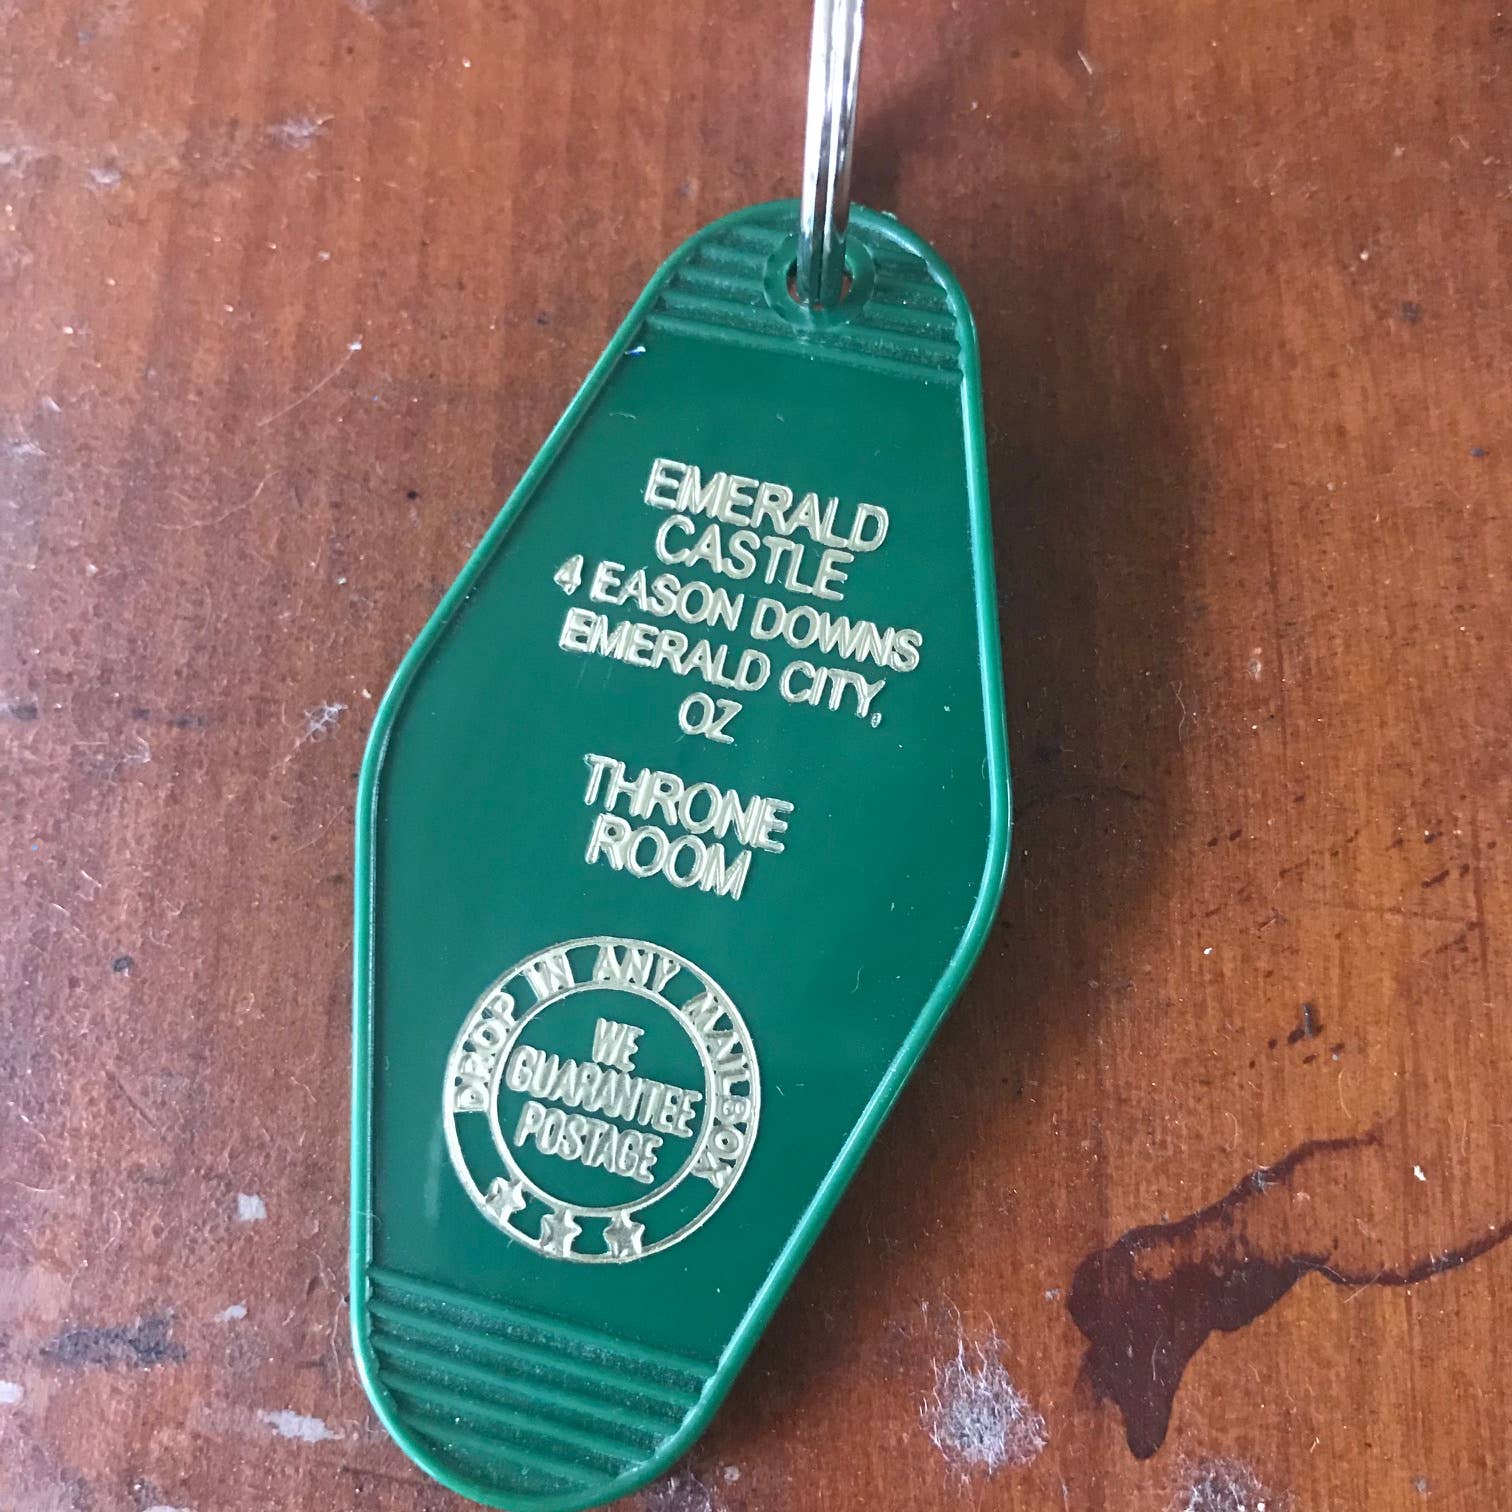 EMERALD
CASTLE
4 EASON DOWNS
EMERALD CITY,
OZ
THRONE
ROOM
DROP IN ANY MAILBOX
WE
GUARANTEE
POSTAGE